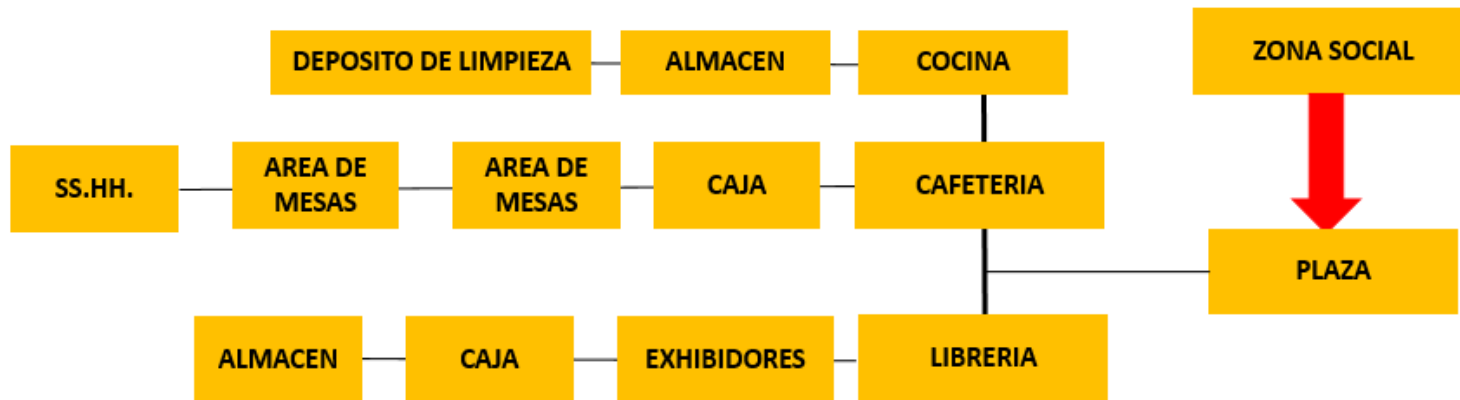 DEPOSITO DE LIMPIEZA
ALMACEN
COCINA
ZONA SOCIAL
SS.HH.
AREA DE
MESAS
AREA DE
MESAS
CAJA
CAFETERIA
PLAZA
ALMACEN
CAJA
EXHIBIDORES
LIBRERIA